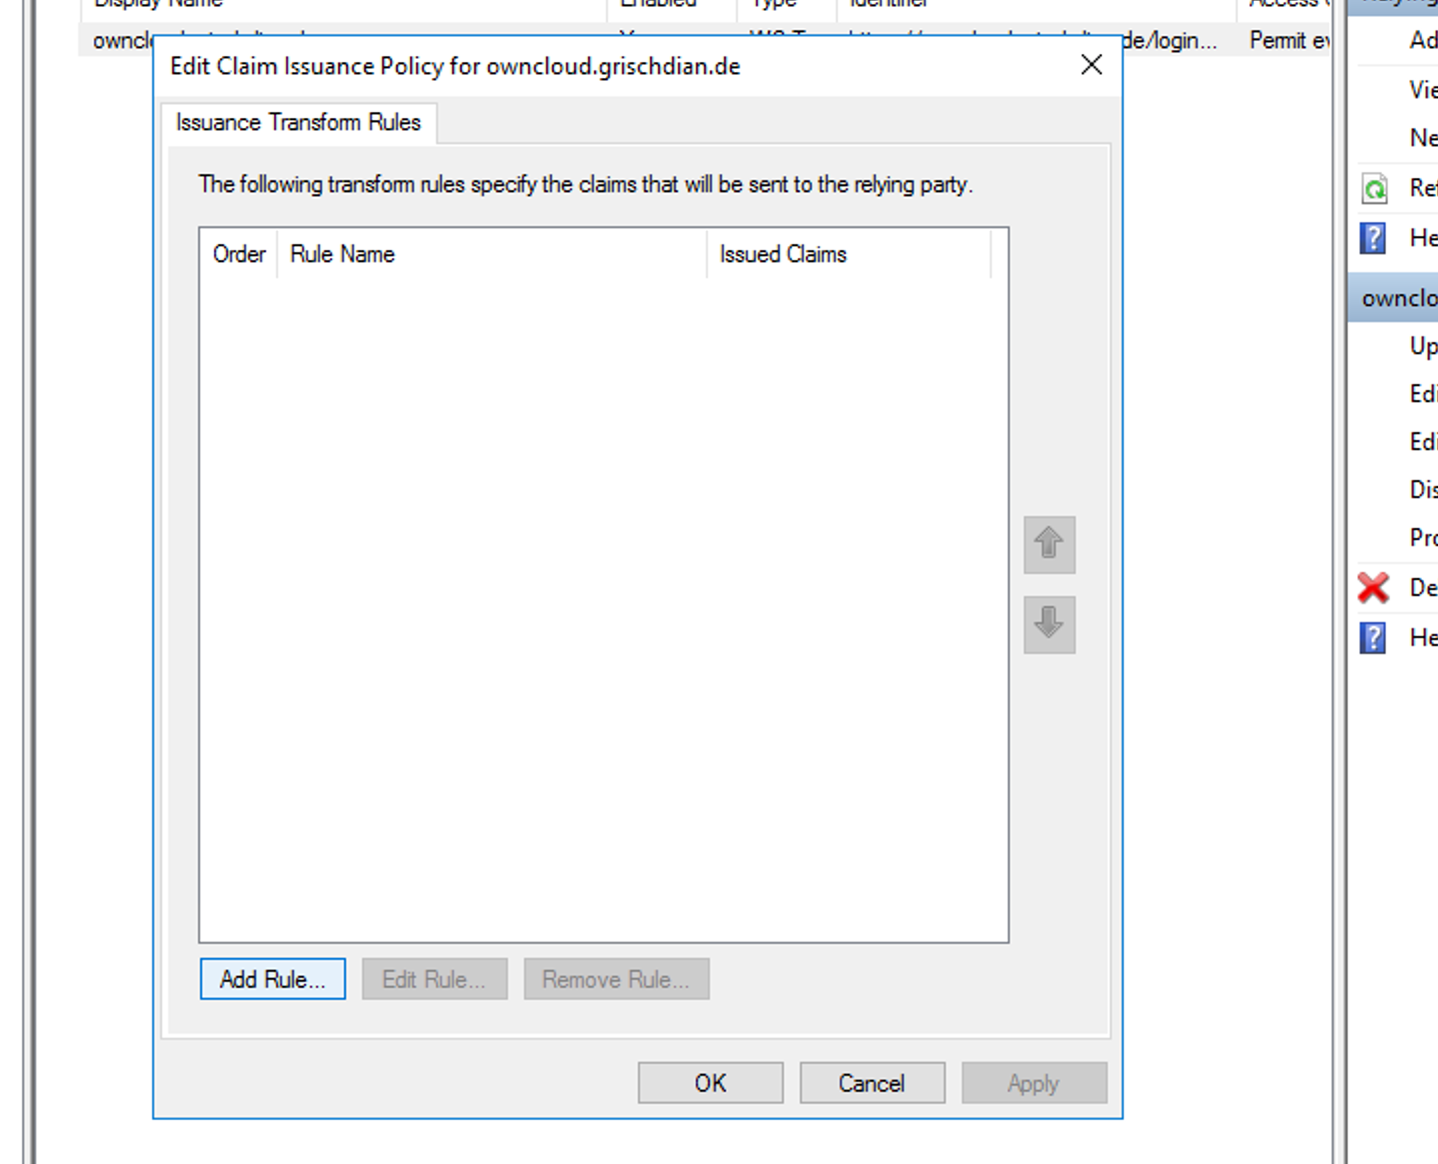 Display Name Enabled Type Identifier Access
de/login... Permit
Edit Claim Issuance Policy for owncloud.grischdian.de
Issuance Transform Rules
The following transform rules specify the claims that will be sent to the relying party.
Order Rule Name Issued Claims
Add Rule... Edit Rule... Remove Rule...
OK Cancel Apply
Ad
Vie
Ne
Ref
He
ownclo
Up
Edi
Edi
Dis
Pro
De
He